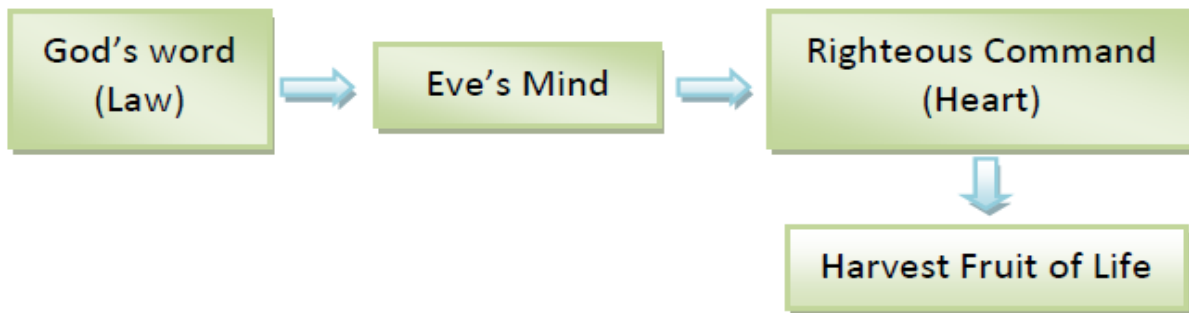 God’s word
(Law)
Eve’s Mind
Righteous Command
(Heart)
Harvest Fruit of Life